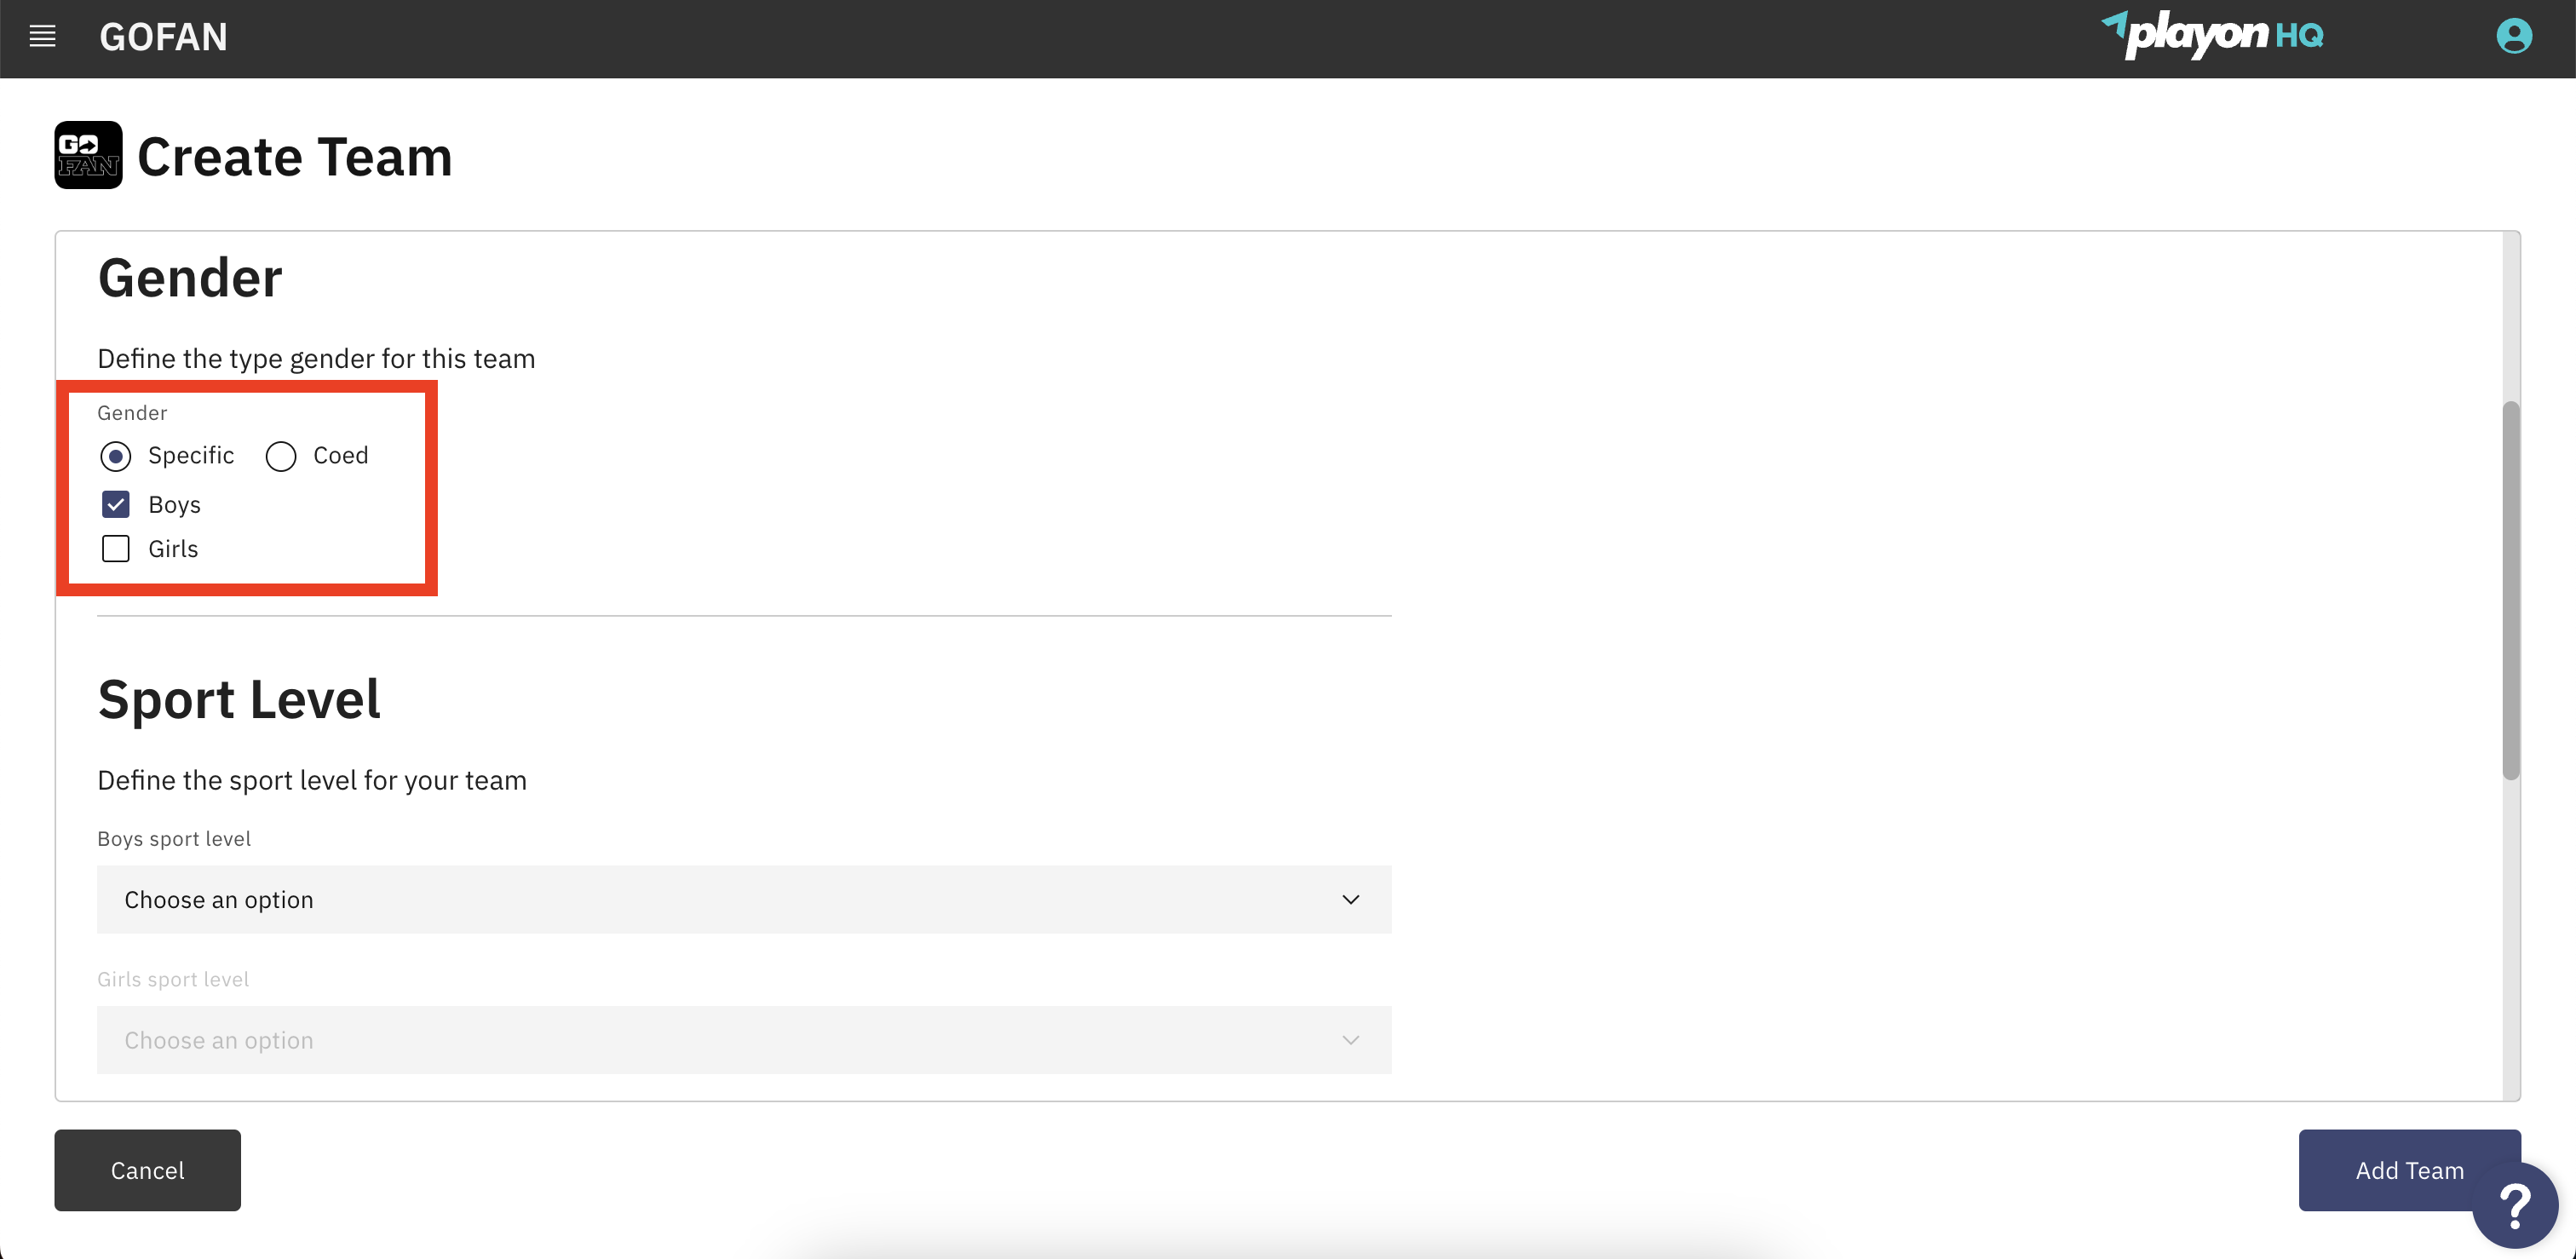 GOFAN
playon HQ
GO
FAN
Create Team
Gender
Define the type gender for this team
Gender
Specific
Coed
Boys
Girls
Sport Level
Define the sport level for your team
Boys sport level
Choose an option
Girls sport level
Choose an option
Cancel
Add Team
?